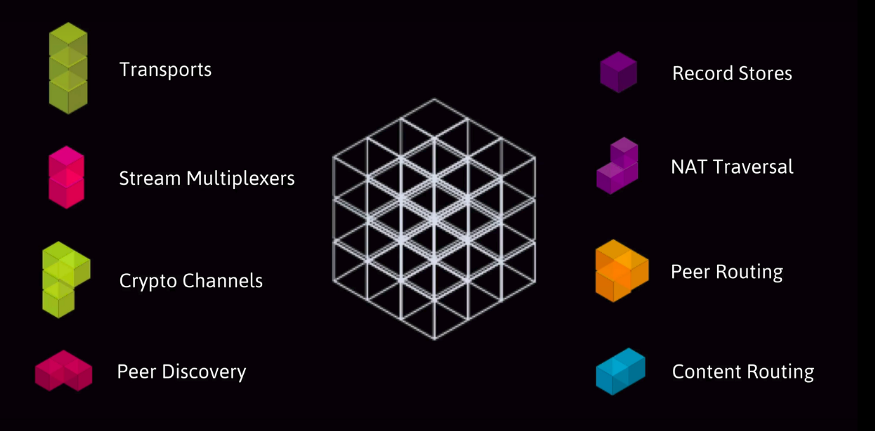 Transports
Stream Multiplexers
Crypto Channels
Peer Discovery
Record Stores
NAT Traversal
Peer Routing
Content Routing